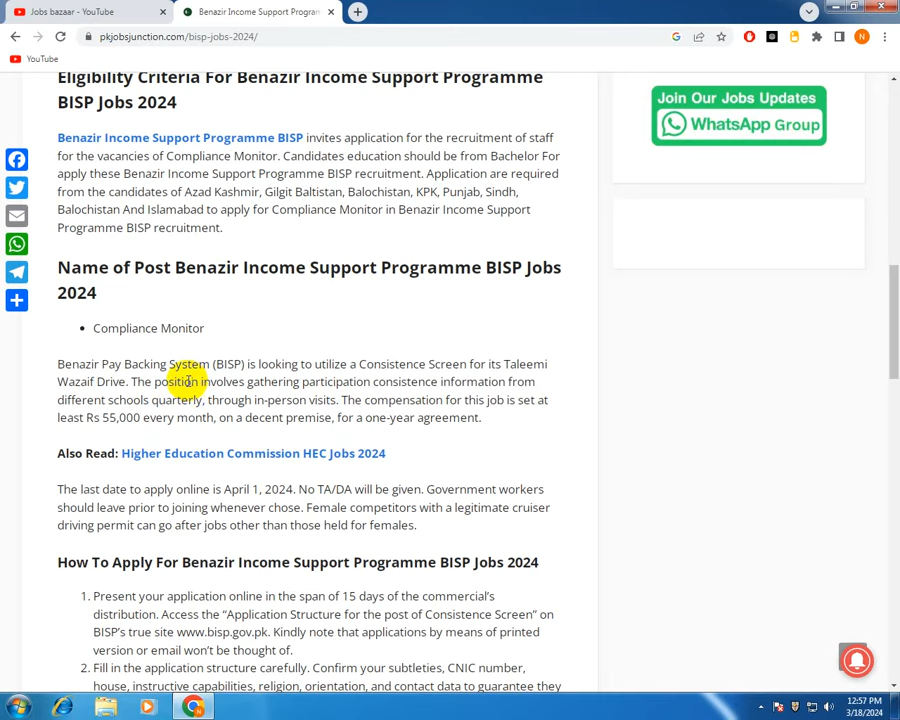 Jobs bazaar - YouTube
Benazir Income Support Program
pkjobsjunction.com/bisp-jobs-2024/
N
YouTube
Eligibility Criteria For Benazir Income Support Programme
BISP Jobs 2024
Benazir Income Support Programme BISP invites application for the recruitment of staff
for the vacancies of Compliance Monitor. Candidates education should be from Bachelor For
apply these Benazir Income Support Programme BISP recruitment. Application are required
from the candidates of Azad Kashmir, Gilgit Baltistan, Balochistan, KPK, Punjab, Sindh,
Balochistan And Islamabad to apply for Compliance Monitor in Benazir Income Support
Programme BISP recruitment.
Name of Post Benazir Income Support Programme BISP Jobs
2024
Compliance Monitor
Benazir Pay Backing System (BISP) is looking to utilize a Consistence Screen for its Taleemi
Wazaif Drive. The position involves gathering participation consistence information from
different schools quarterly, through in-person visits. The compensation for this job is set at
least Rs 55,000 every month, on a decent premise, for a one-year agreement.
Also Read: Higher Education Commission HEC Jobs 2024
The last date to apply online is April 1, 2024. No TA/DA will be given. Government workers
should leave prior to joining whenever chose. Female competitors with a legitimate cruiser
driving permit can go after jobs other than those held for females.
How To Apply For Benazir Income Support Programme BISP Jobs 2024
1. Present your application online in the span of 15 days of the commercial's
distribution. Access the “Application Structure for the post of Consistence Screen” on
BISP's true site www.bisp.gov.pk. Kindly note that applications by means of printed
version or email won't be thought of.
2. Fill in the application structure carefully. Confirm your subtleties, CNIC number,
house, instructive capabilities, religion, orientation, and contact data to guarantee they
Join Our Jobs Updates
WhatsApp Group
12:57 PM
3/18/2024